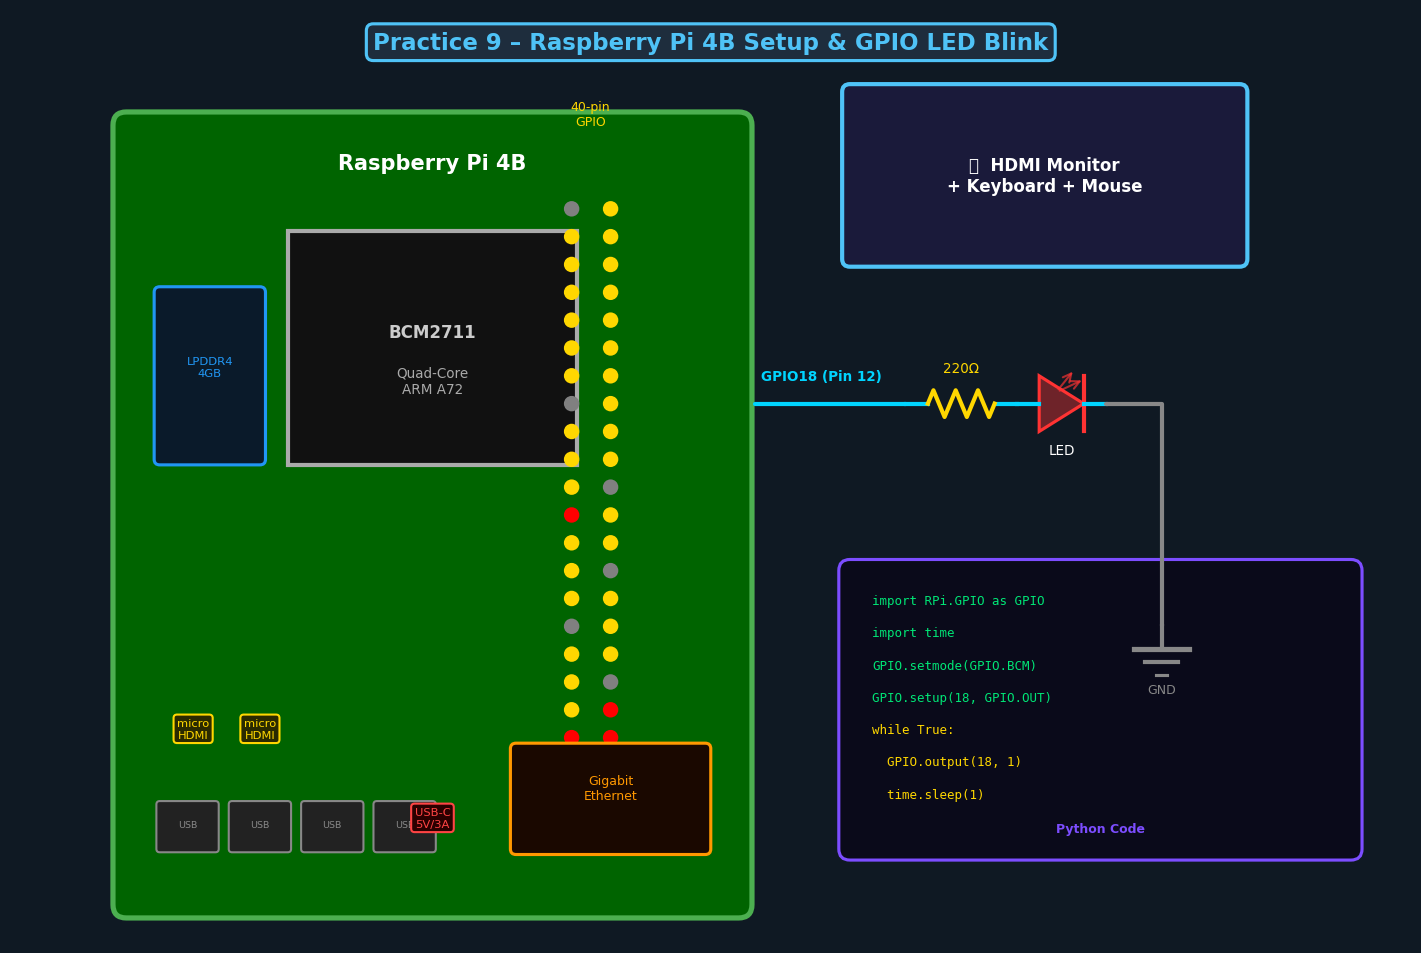 Practice 9 – Raspberry Pi 4B Setup & GPIO LED Blink
40-pin
GPIO
Raspberry Pi 4B
HDMI Monitor
+ Keyboard + Mouse
BCM2711
Quad-Core
ARM A72
LPDDR4
4GB
GPIO18 (Pin 12)
220Ω
LED
import RPi.GPIO as GPIO
import time
GPIO.setmode(GPIO.BCM)
GPIO.setup(18, GPIO.OUT)
while True:
  GPIO.output(18, 1)
  time.sleep(1)
Python Code
GND
micro
HDMI
micro
HDMI
Gigabit
Ethernet
USB
USB
USB
USB
USB-C
5V/3A